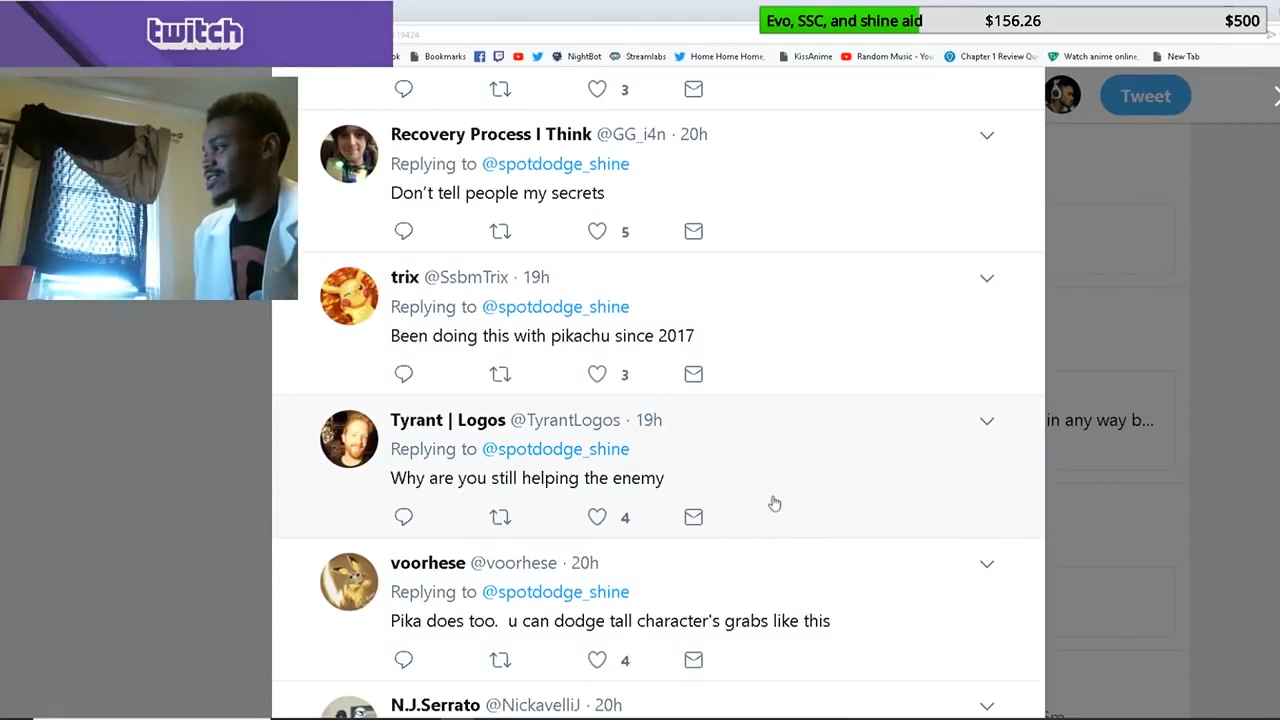 twitch
Evo, SSC, and shine aid $156.26 $500
19424
Bookmarks NightBot Streamlabs Home Home Home, KissAnime Random Music - You Chapter 1 Review Qu Watch anime online, New Tab
3
Tweet
Recovery Process I Think @GG_i4n · 20h
Replying to @spotdodge_shine
Don’t tell people my secrets
5
trix @SsbmTrix · 19h
Replying to @spotdodge_shine
Been doing this with pikachu since 2017
3
Tyrant | Logos @TyrantLogos · 19h
in any way b...
Replying to @spotdodge_shine
Why are you still helping the enemy
4
voorhese @voorhese · 20h
Replying to @spotdodge_shine
Pika does too. u can dodge tall character's grabs like this
4
N.J.Serrato @NickavelliJ · 20h